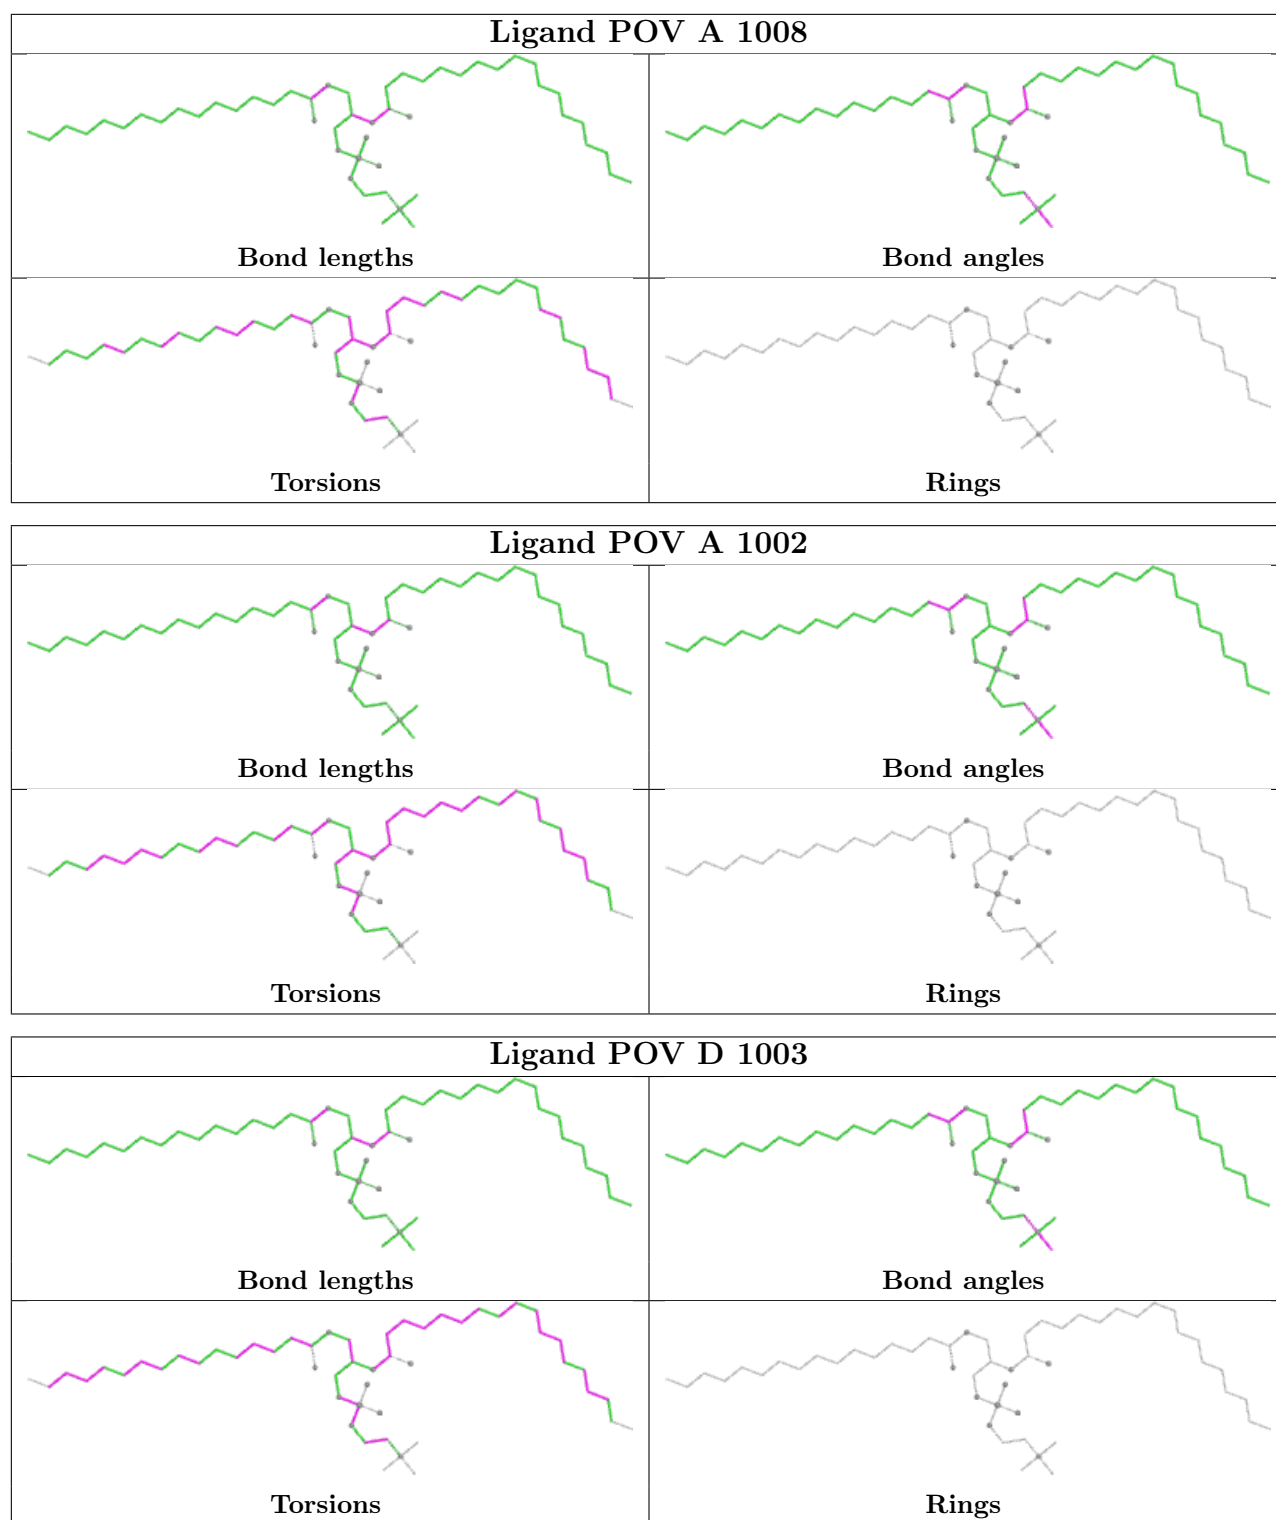 Ligand POV A 1008
Bond lengths
Bond angles
Torsions
Rings
Ligand POV A 1002
Bond lengths
Bond angles
Torsions
Rings
Ligand POV D 1003
Bond lengths
Bond angles
Torsions
Rings